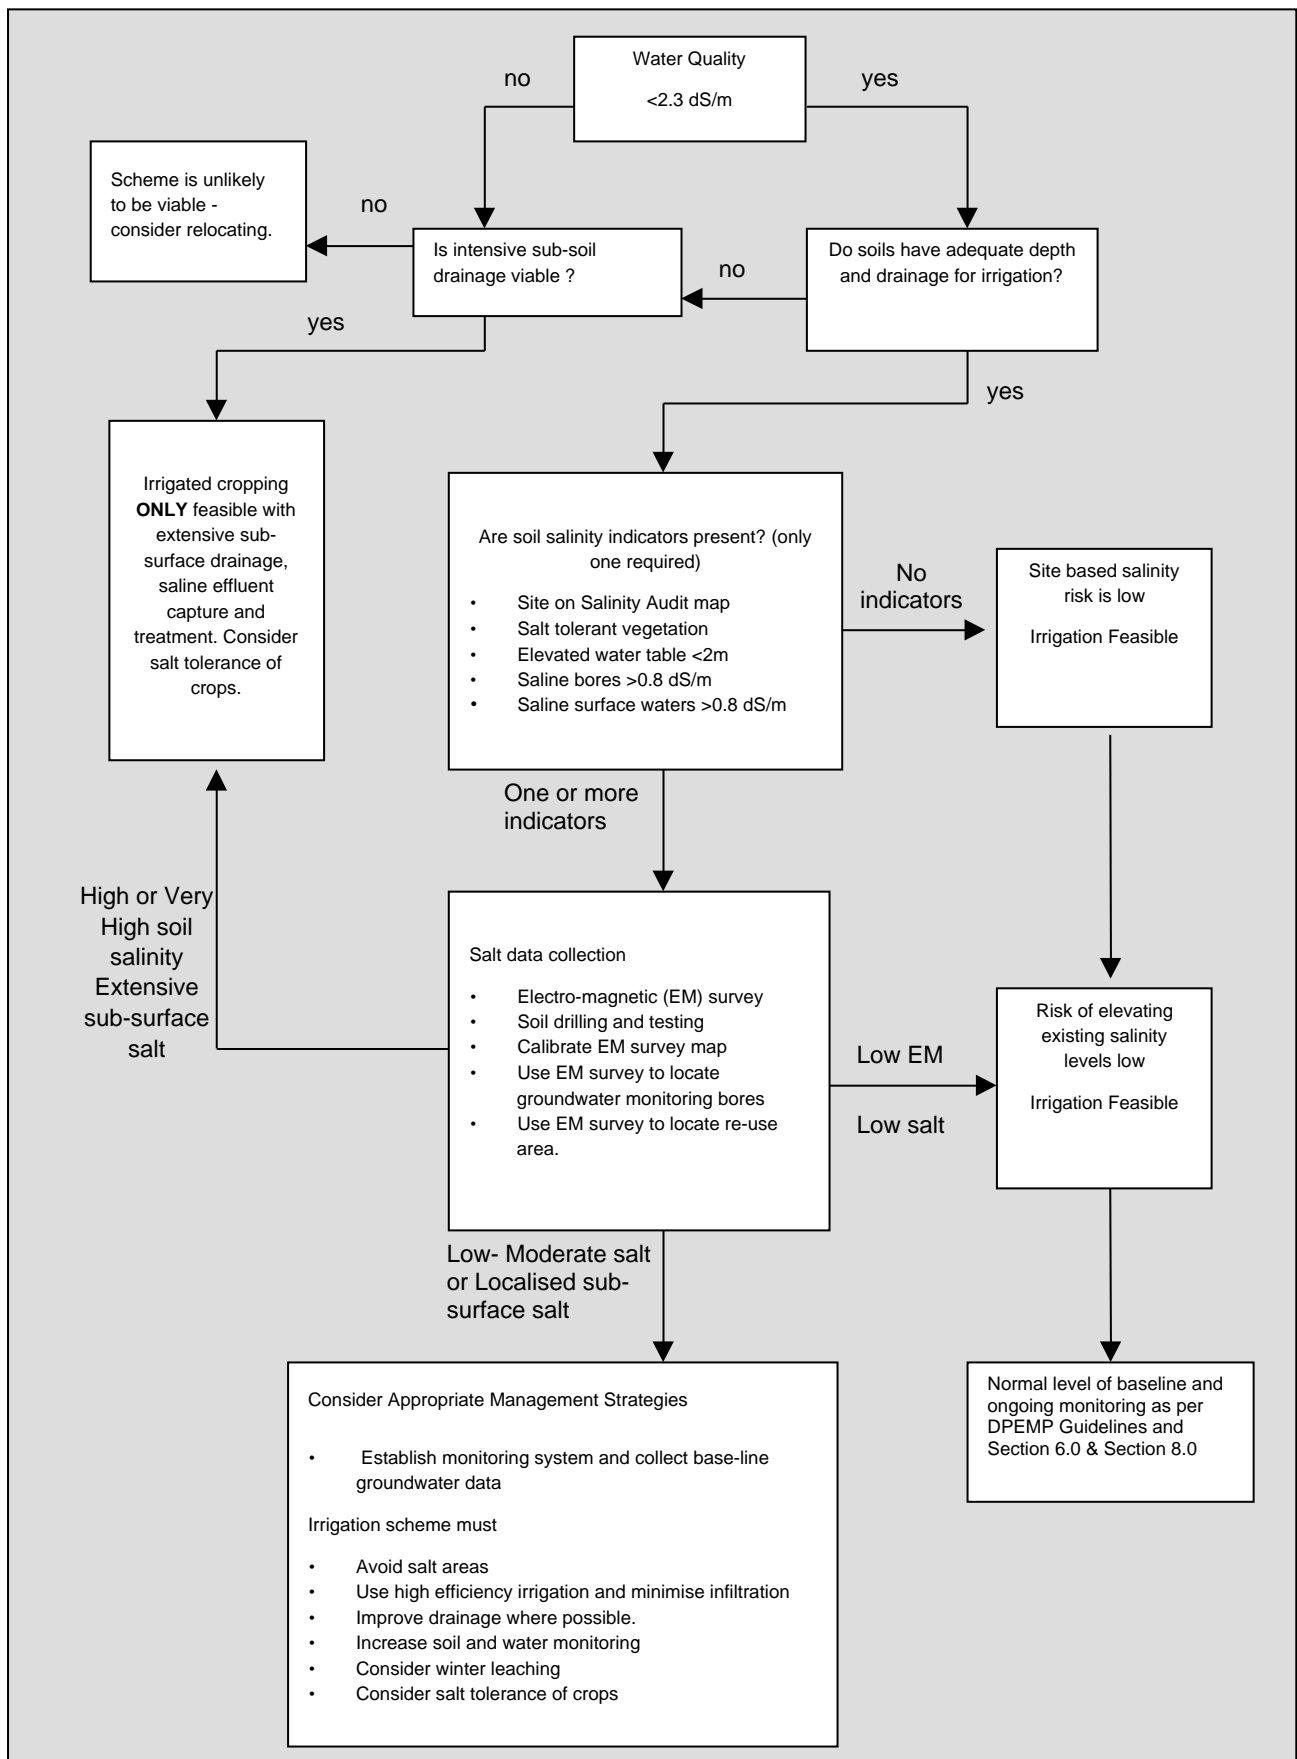 Water Quality
<2.3 dS/m
no
yes
Scheme is unlikely
to be viable -
consider relocating.
no
Is intensive sub-soil
drainage viable ?
no
Do soils have adequate depth
and drainage for irrigation?
yes
yes
Irrigated cropping
ONLY feasible with
extensive sub-
surface drainage,
saline effluent
capture and
treatment. Consider
salt tolerance of
crops.
Are soil salinity indicators present? (only
one required)
• Site on Salinity Audit map
• Salt tolerant vegetation
• Elevated water table <2m
• Saline bores >0.8 dS/m
• Saline surface waters >0.8 dS/m
No
indicators
Site based salinity
risk is low
Irrigation Feasible
One or more
indicators
High or Very
High soil
salinity
Extensive
sub-surface
salt
Salt data collection
• Electro-magnetic (EM) survey
• Soil drilling and testing
• Calibrate EM survey map
• Use EM survey to locate
groundwater monitoring bores
• Use EM survey to locate re-use
area.
Low EM
Low salt
Risk of elevating
existing salinity
levels low
Irrigation Feasible
Low- Moderate salt
or Localised sub-
surface salt
Consider Appropriate Management Strategies
• Establish monitoring system and collect base-line
groundwater data
Irrigation scheme must
• Avoid salt areas
• Use high efficiency irrigation and minimise infiltration
• Improve drainage where possible.
• Increase soil and water monitoring
• Consider winter leaching
• Consider salt tolerance of crops
Normal level of baseline and
ongoing monitoring as per
DPEMP Guidelines and
Section 6.0 & Section 8.0